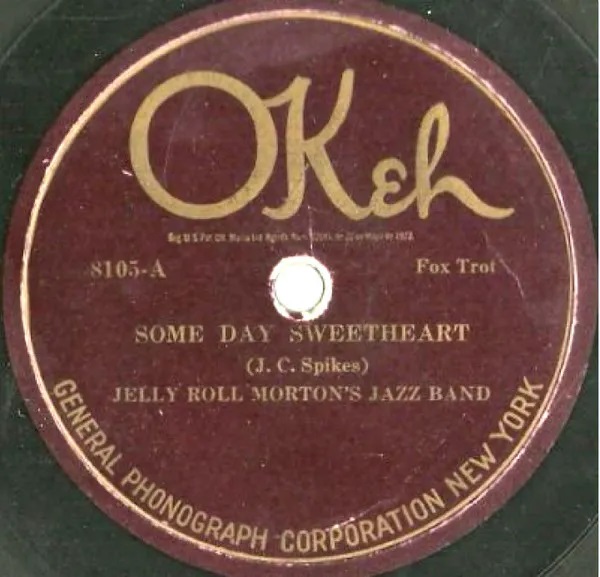 OKeh
8105-A
Fox Trot
SOME DAY SWEETHEART
(J. C. Spikes)
JELLY ROLL MORTON'S JAZZ BAND
GENERAL PHONOGRAPH CORPORATION NEW YORK